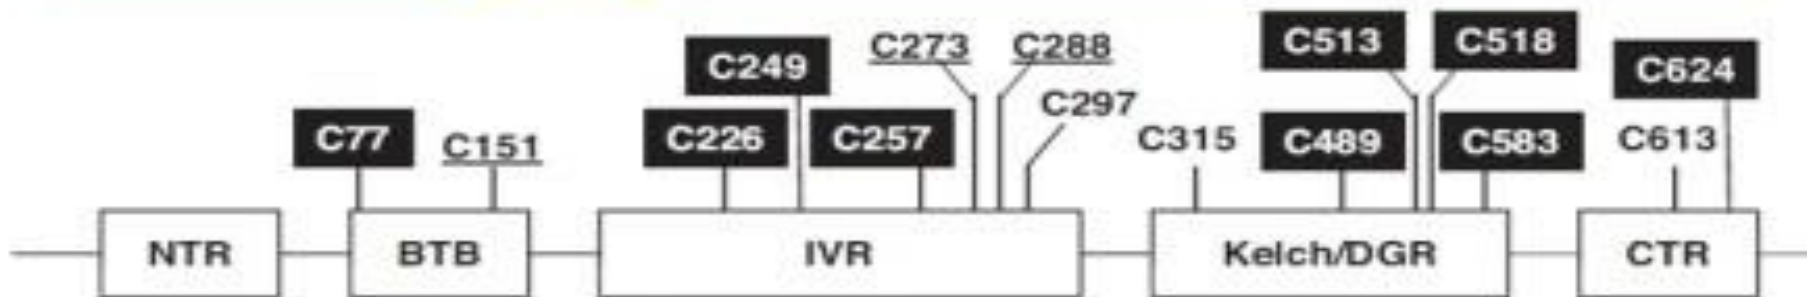 C513 C518
C273 C288
C249 C624
C297
C77 C151 C226 C257 C315 C489 C583 C613
NTR BTB IVR Kelch/DGR CTR